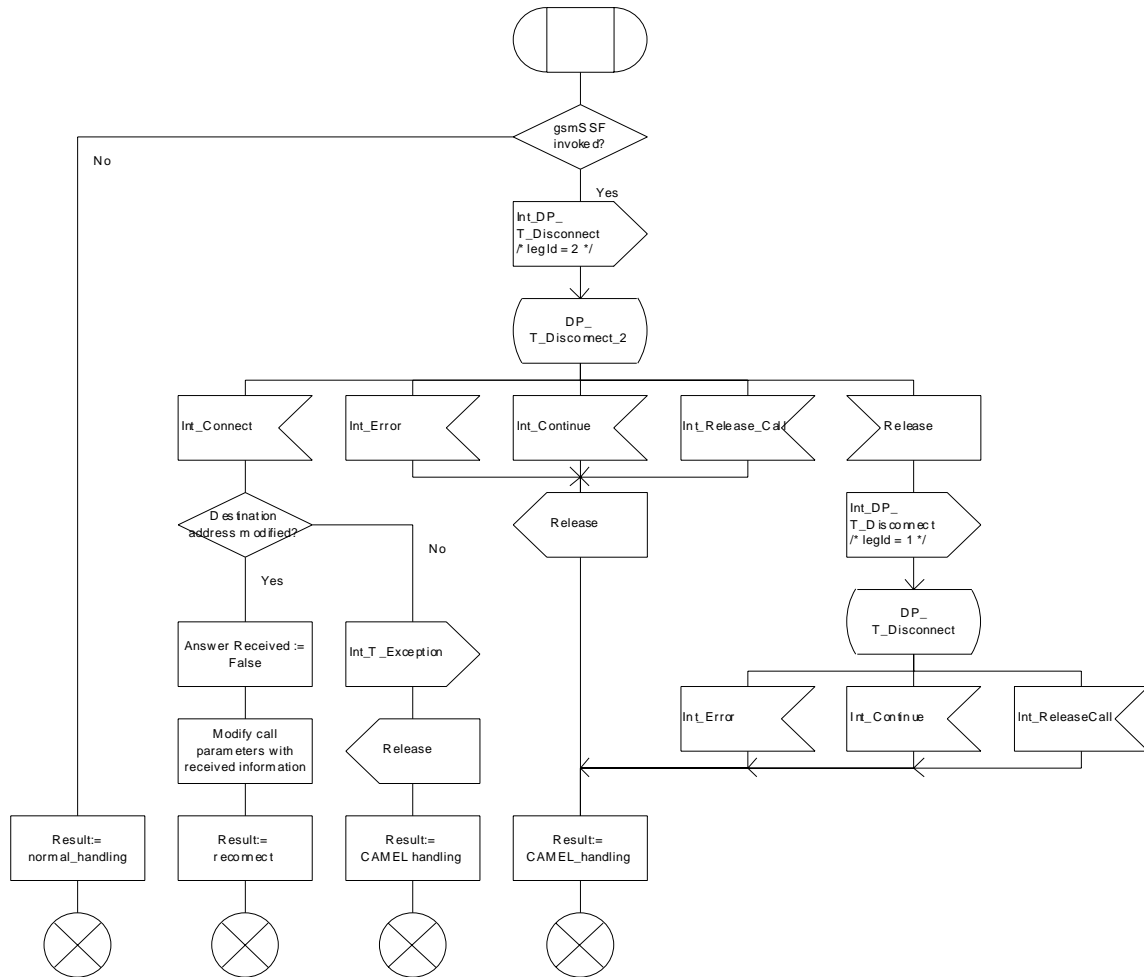 gsmSSF
invoked?
No
Yes
Int_DP_
T_Disconnect
/* legId = 2 */
DP_
T_Disconnect_2
Int_Connect
Int_Error
Int_Continue
Int_Release_Call
Release
Destination
address modified?
No
Yes
Release
Int_DP_
T_Disconnect
/* legId = 1 */
DP_
T_Disconnect
Answer Received :=
False
Int_T_Exception
Int_Error
Int_Continue
Int_ReleaseCall
Modify call
parameters with
received information
Release
Result:=
normal_handling
Result:=
reconnect
Result:=
CAMEL handling
Result:=
CAMEL_handling